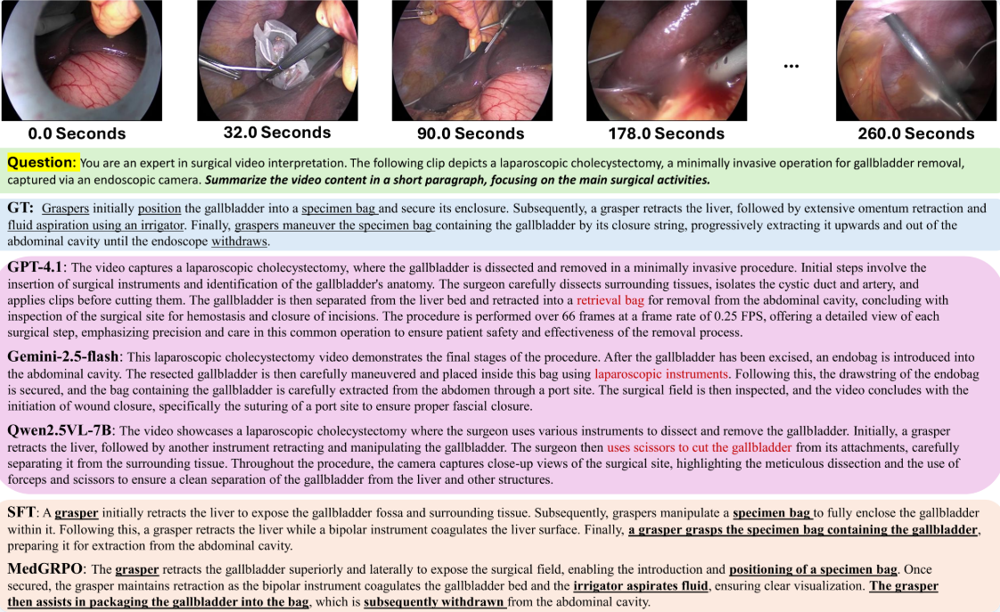 0.0 Seconds
32.0 Seconds
90.0 Seconds
178.0 Seconds
...
260.0 Seconds
Question: You are an expert in surgical video interpretation. The following clip depicts a laparoscopic cholecystectomy, a minimally invasive operation for gallbladder removal,
captured via an endoscopic camera. Summarize the video content in a short paragraph, focusing on the main surgical activities.
GT: Graspers initially position the gallbladder into a specimen bag and secure its enclosure. Subsequently, a grasper retracts the liver, followed by extensive omentum retraction and
fluid aspiration using an irrigator. Finally, graspers maneuver the specimen bag containing the gallbladder by its closure string, progressively extracting it upwards and out of the
abdominal cavity until the endoscope withdraws.
GPT-4.1: The video captures a laparoscopic cholecystectomy, where the gallbladder is dissected and removed in a minimally invasive procedure. Initial steps involve the
insertion of surgical instruments and identification of the gallbladder's anatomy. The surgeon carefully dissects surrounding tissues, isolates the cystic duct and artery, and
applies clips before cutting them. The gallbladder is then separated from the liver bed and retracted into a retrieval bag for removal from the abdominal cavity, concluding with
inspection of the surgical site for hemostasis and closure of incisions. The procedure is performed over 66 frames at a frame rate of 0.25 FPS, offering a detailed view of each
surgical step, emphasizing precision and care in this common operation to ensure patient safety and effectiveness of the removal process.
Gemini-2.5-flash: This laparoscopic cholecystectomy video demonstrates the final stages of the procedure. After the gallbladder has been excised, an endobag is introduced into
the abdominal cavity. The resected gallbladder is then carefully maneuvered and placed inside this bag using laparoscopic instruments. Following this, the drawstring of the endobag
is secured, and the bag containing the gallbladder is carefully extracted from the abdomen through a port site. The surgical field is then inspected, and the video concludes with the
initiation of wound closure, specifically the suturing of a port site to ensure proper fascial closure.
Qwen2.5VL-7B: The video showcases a laparoscopic cholecystectomy where the surgeon uses various instruments to dissect and remove the gallbladder. Initially, a grasper
retracts the liver, followed by another instrument retracting and manipulating the gallbladder. The surgeon then uses scissors to cut the gallbladder from its attachments, carefully
separating it from the surrounding tissue. Throughout the procedure, the camera captures close-up views of the surgical site, highlighting the meticulous dissection and the use of
forceps and scissors to ensure a clean separation of the gallbladder from the liver and other structures.
SFT: A grasper initially retracts the liver to expose the gallbladder fossa and surrounding tissue. Subsequently, graspers manipulate a specimen bag to fully enclose the gallbladder
within it. Following this, a grasper retracts the liver while a bipolar instrument coagulates the liver surface. Finally, a grasper grasps the specimen bag containing the gallbladder,
preparing it for extraction from the abdominal cavity.
MedGRPO: The grasper retracts the gallbladder superiorly and laterally to expose the surgical field, enabling the introduction and positioning of a specimen bag. Once
secured, the grasper maintains retraction as the bipolar instrument coagulates the gallbladder bed and the irrigator aspirates fluid, ensuring clear visualization. The grasper
then assists in packaging the gallbladder into the bag, which is subsequently withdrawn from the abdominal cavity.